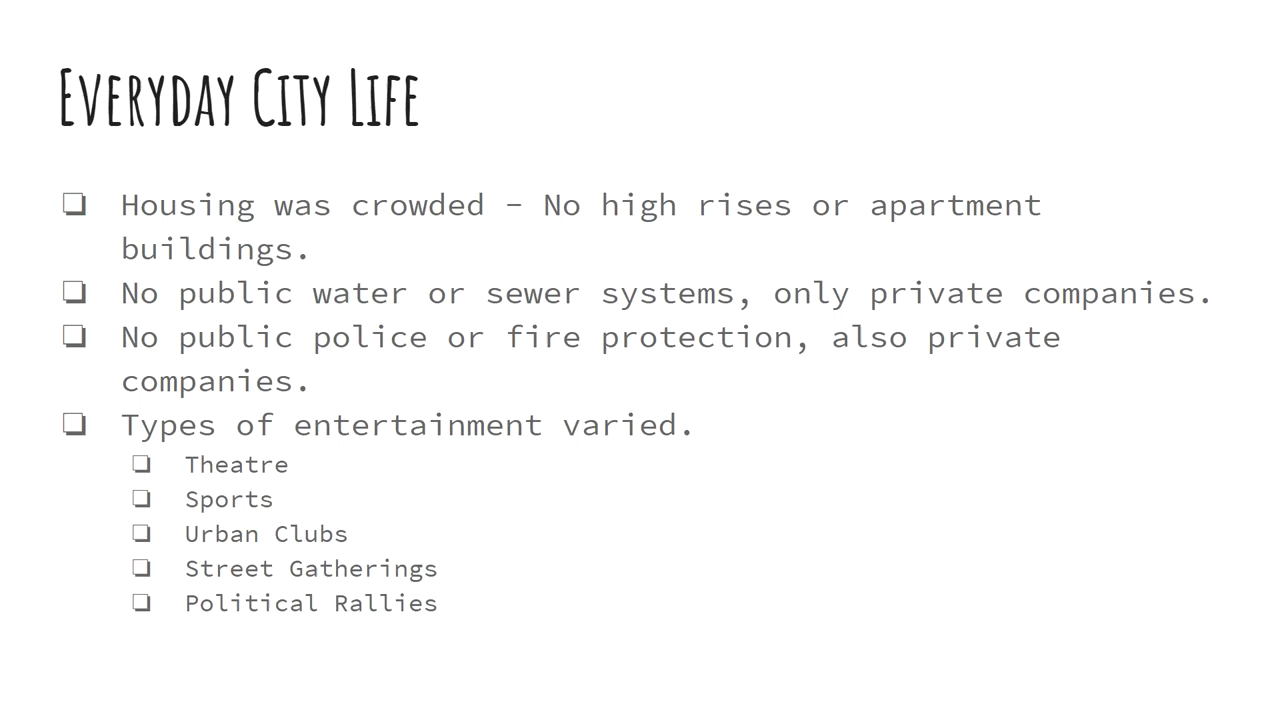 Everyday City Life
❏ Housing was crowded – No high rises or apartment
buildings.
❏ No public water or sewer systems, only private companies.
❏ No public police or fire protection, also private
companies.
❏ Types of entertainment varied.
❏ Theatre
❏ Sports
❏ Urban Clubs
❏ Street Gatherings
❏ Political Rallies